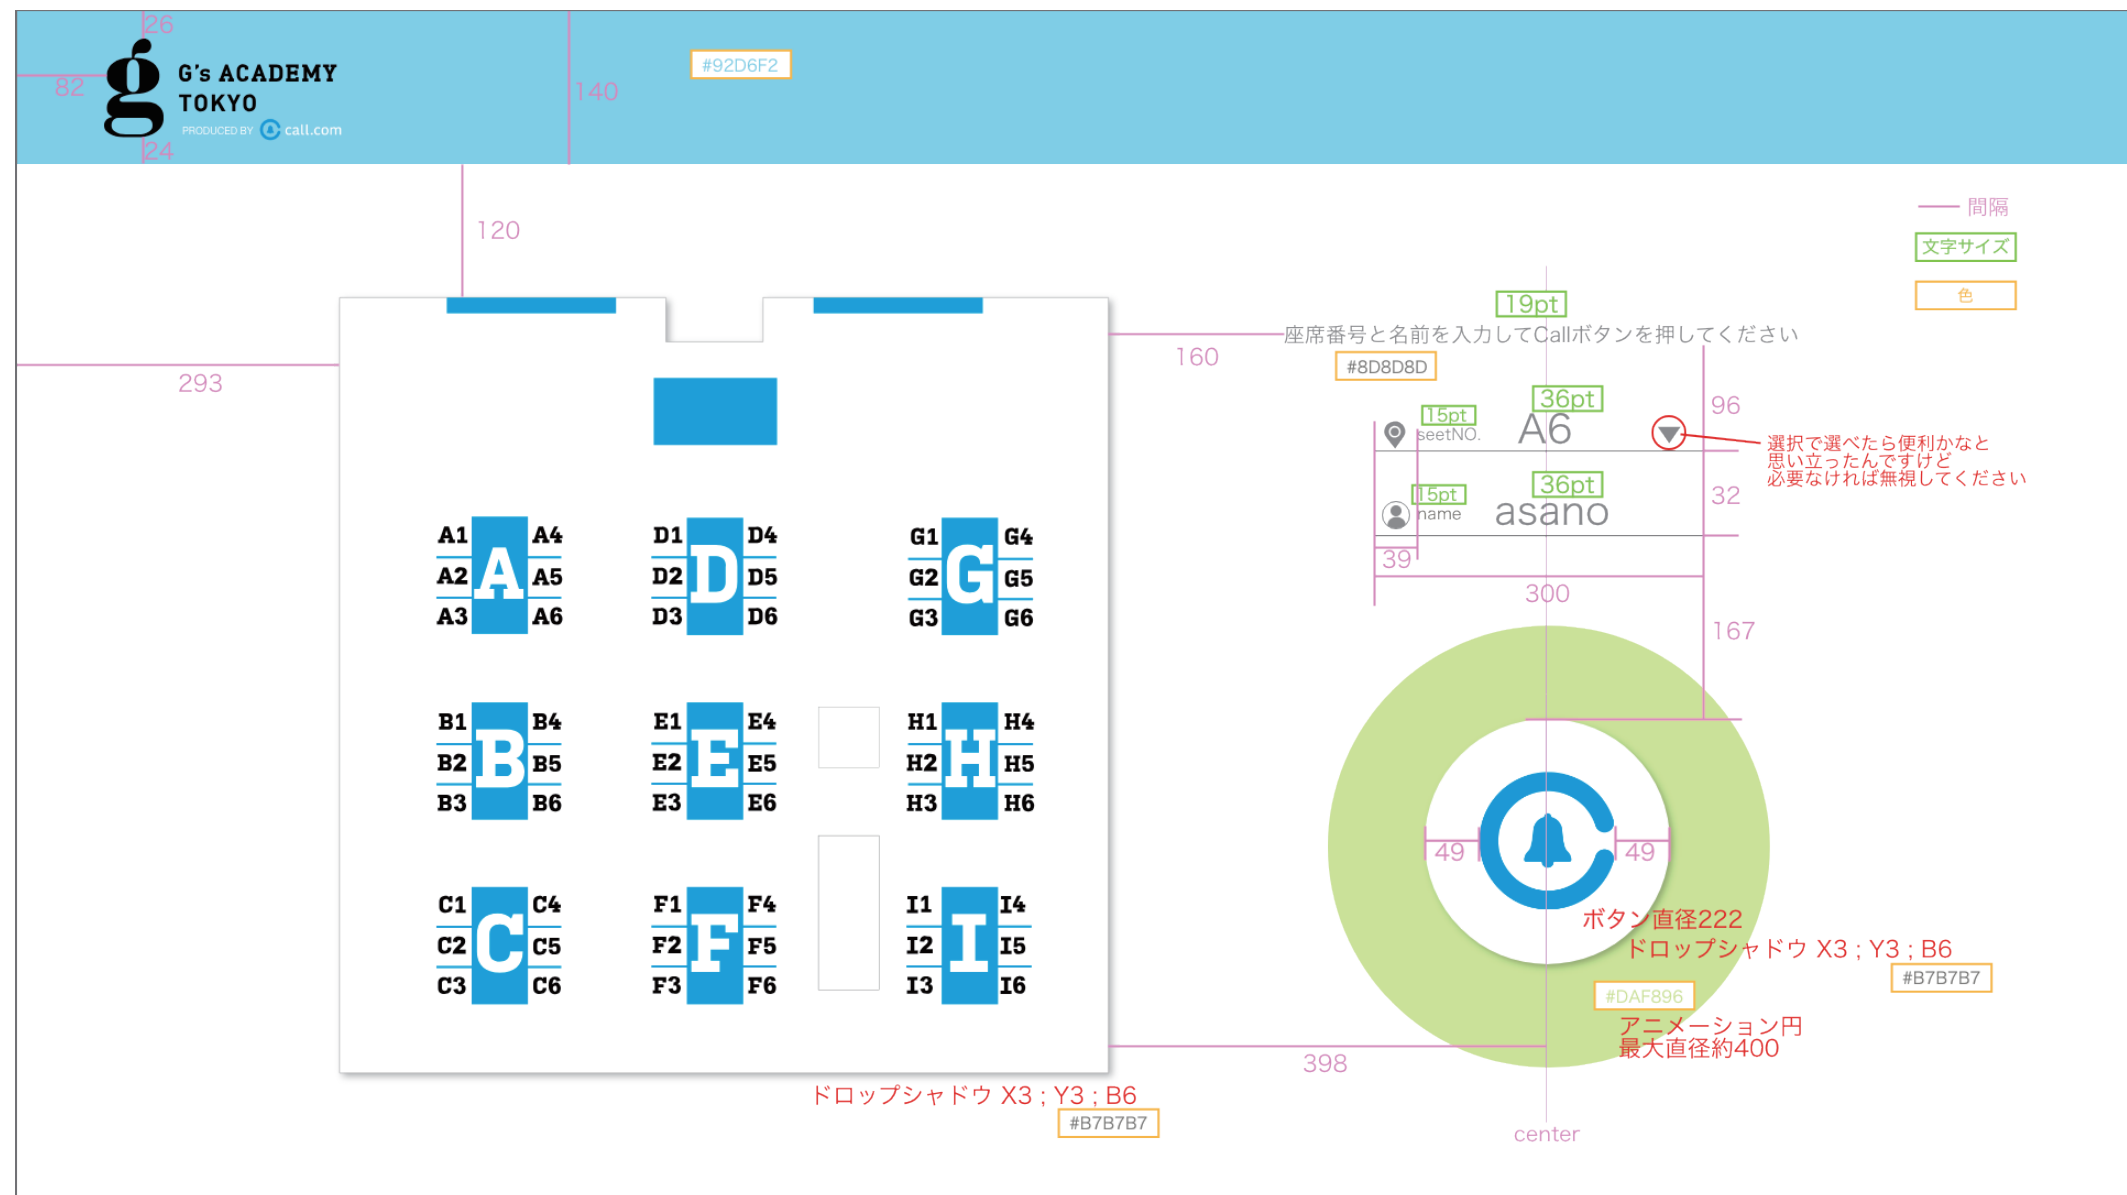 26
82
G's ACADEMY
TOKYO
PRODUCED BY call.com
24
140
#92D6F2
120
間隔
文字サイズ
色
293
160
19pt
座席番号と名前を入力してCallボタンを押してください
#8D8D8D
36pt
15pt
seetNO.
A6
96
選択で選べたら便利かなと
思い立ったんですけど
必要なければ無視してください
36pt
15pt
name
asano
32
39
300
167
A1 A A4
A2 A5
A3 A6
D1 D D4
D2 D5
D3 D6
G1 G G4
G2 G5
G3 G6
B1 B B4
B2 B5
B3 B6
E1 E E4
E2 E5
E3 E6
H1 H H4
H2 H5
H3 H6
C1 C C4
C2 C5
C3 C6
F1 F F4
F2 F5
F3 F6
I1 I I4
I2 I5
I3 I6
49
49
ボタン直径222
ドロップシャドウ X3 ; Y3 ; B6
#B7B7B7
#DAF896
アニメーション円
最大直径約400
398
ドロップシャドウ X3 ; Y3 ; B6
#B7B7B7
center